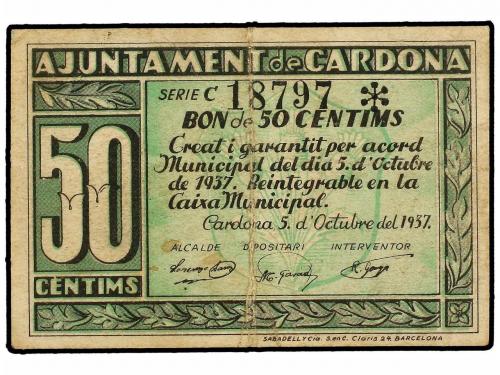 AJUNTAMENT de CARDONA
SERIE C 18797
BON de 50 CENTIMS
Creat i garantit per acord
Municipal del dia 5. d'Octubre
de 1937. Reintegrable en la
Caixa Municipal.
Cardona 5. d'Octubre del 1937.
ALCALDE DIPOSITARI INTERVENTOR
50
CÈNTIMS
SABADELL y Cia. S. en C. Claris 24. BARCELONA